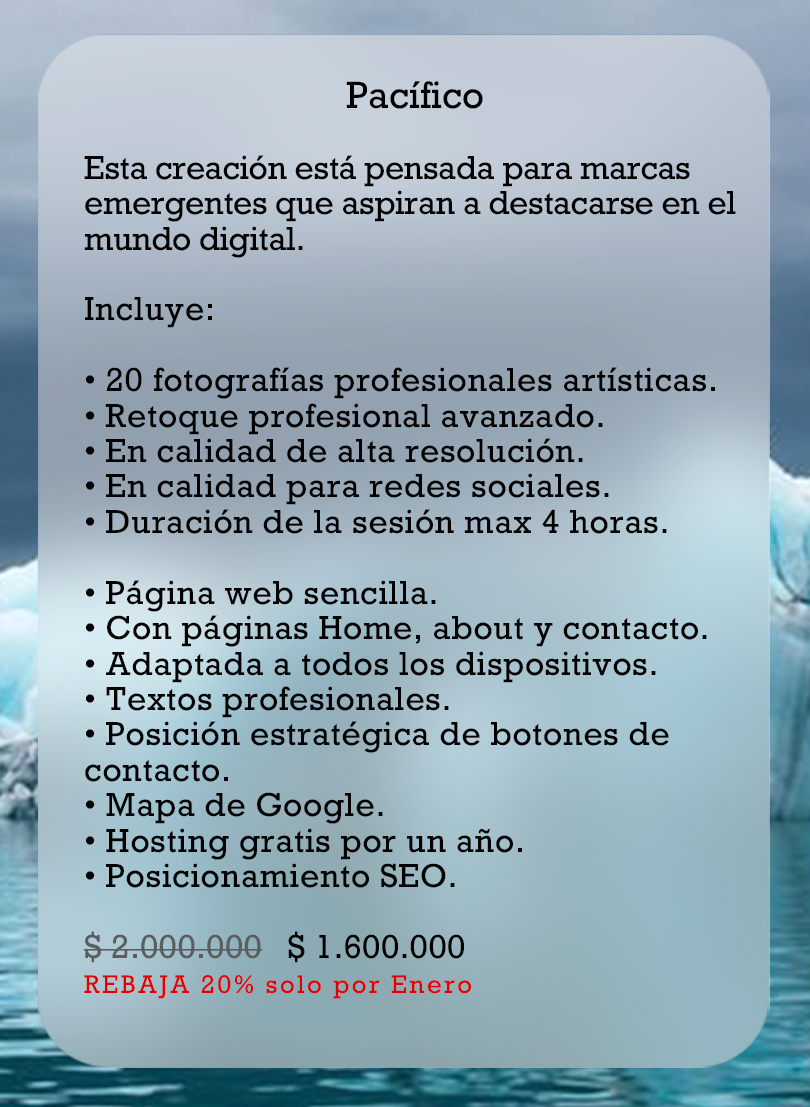 Pacífico
Esta creación está pensada para marcas
emergentes que aspiran a destacarse en el
mundo digital.
Incluye:
• 20 fotografías profesionales artísticas.
• Retoque profesional avanzado.
• En calidad de alta resolución.
• En calidad para redes sociales.
• Duración de la sesión max 4 horas.
• Página web sencilla.
• Con páginas Home, about y contacto.
• Adaptada a todos los dispositivos.
• Textos profesionales.
• Posición estratégica de botones de
contacto.
• Mapa de Google.
• Hosting gratis por un año.
• Posicionamiento SEO.
$ 2.000.000 $ 1.600.000
REBAJA 20% solo por Enero